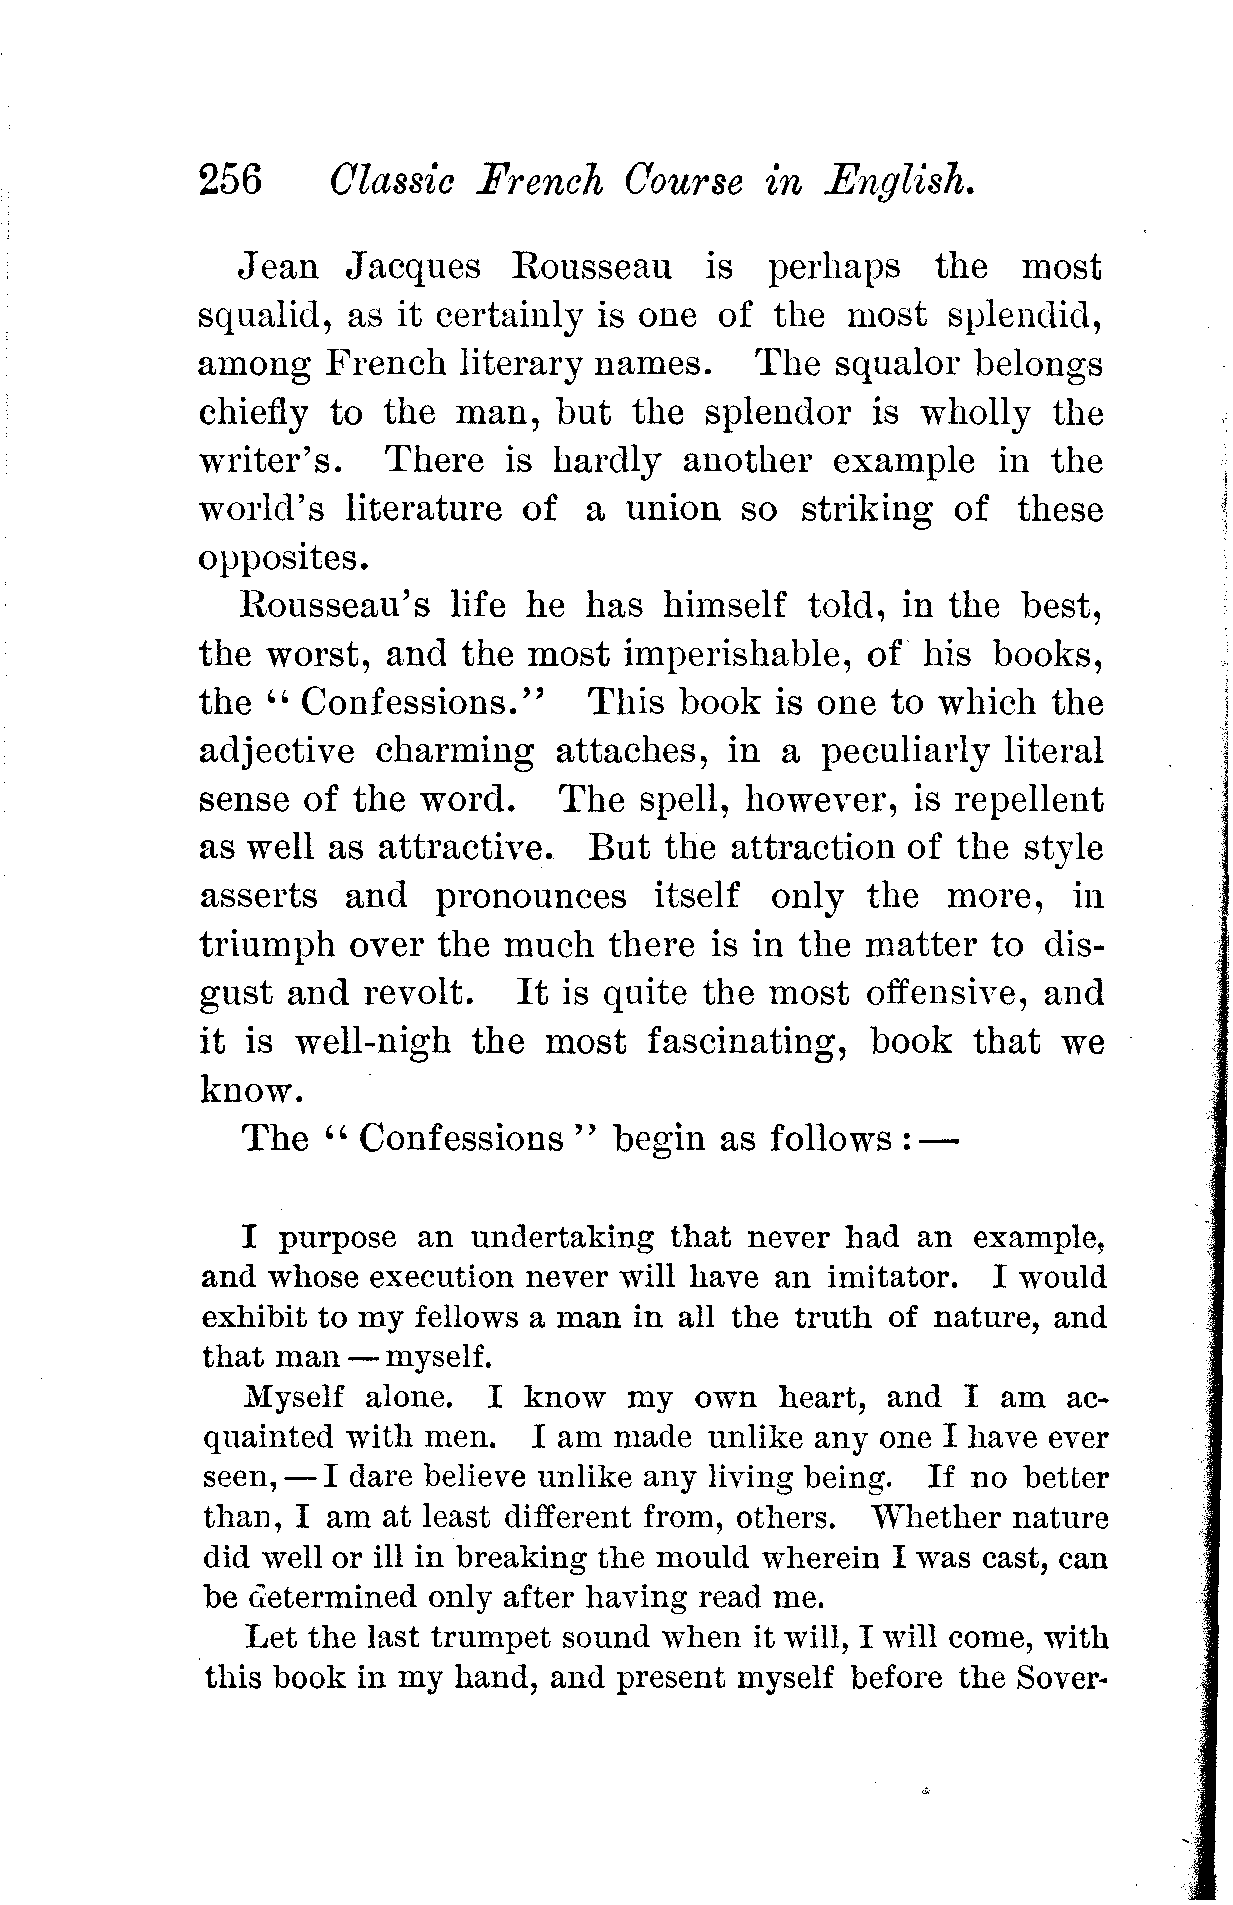 256 Classic French Course in English.
Jean Jacques Rousseau is perhaps the most
squalid, as it certainly is one of the most splendid,
among French literary names. The squalor belongs
chiefly to the man, but the splendor is wholly the
writer's. There is hardly another example in the
world's literature of a union so striking of these
opposites.
Rousseau's life he has himself told, in the best,
the worst, and the most imperishable, of his books,
the “Confessions.” This book is one to which the
adjective charming attaches, in a peculiarly literal
sense of the word. The spell, however, is repellent
as well as attractive. But the attraction of the style
asserts and pronounces itself only the more, in
triumph over the much there is in the matter to dis-
gust and revolt. It is quite the most offensive, and
it is well-nigh the most fascinating, book that we
know.
The “Confessions” begin as follows:—
I purpose an undertaking that never had an example,
and whose execution never will have an imitator. I would
exhibit to my fellows a man in all the truth of nature, and
that man—myself.
Myself alone. I know my own heart, and I am ac-
quainted with men. I am made unlike any one I have ever
seen,—I dare believe unlike any living being. If no better
than, I am at least different from, others. Whether nature
did well or ill in breaking the mould wherein I was cast, can
be determined only after having read me.
Let the last trumpet sound when it will, I will come, with
this book in my hand, and present myself before the Sover-